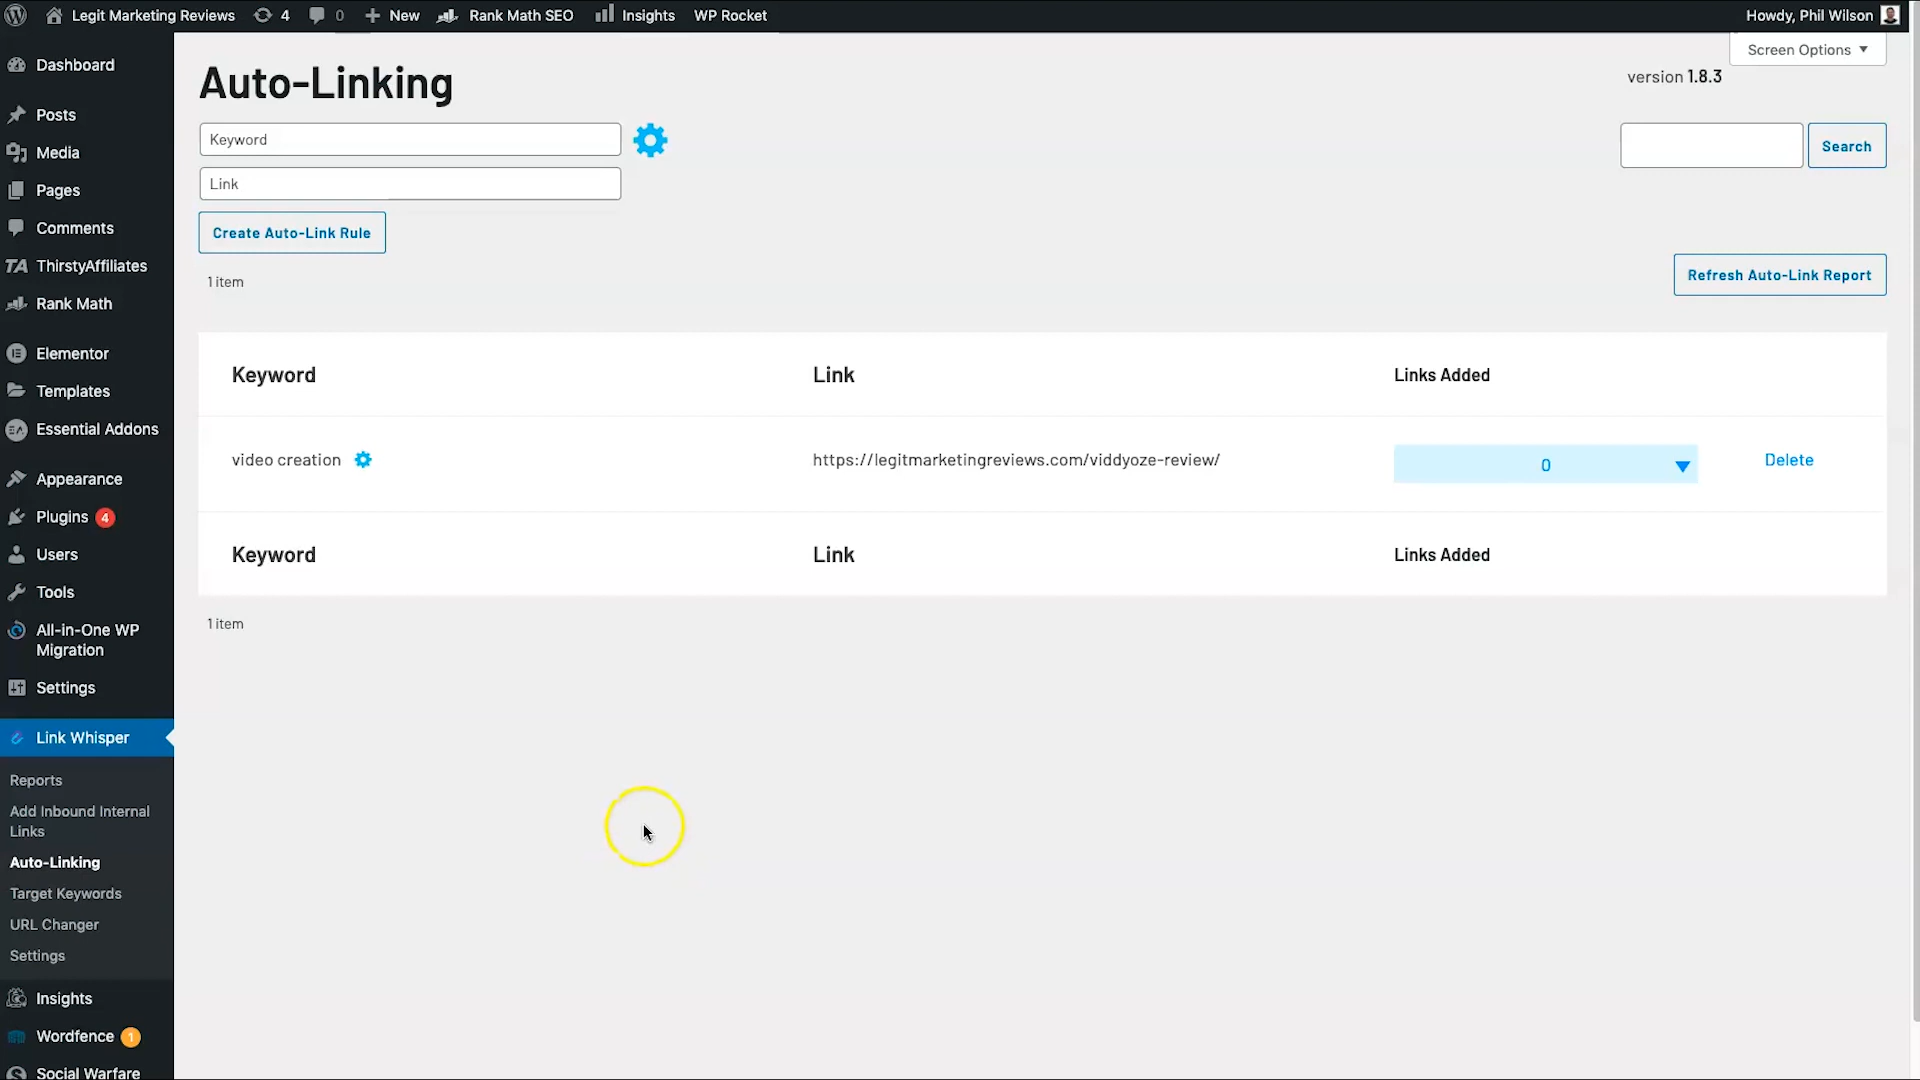 Legit Marketing Reviews 4 0 New Rank Math SEO Insights WP Rocket Howdy, Phil Wilson
Screen Options
Dashboard
Posts
Media
Pages
Comments
TA ThirstyAffiliates
Rank Math
Elementor
Templates
EA Essential Addons
Appearance
Plugins 4
Users
Tools
All-in-One WP
Migration
Settings
Link Whisper
Reports
Add Inbound Internal
Links
Auto-Linking
Target Keywords
URL Changer
Settings
Insights
Wordfence 1
Social Warfare
Auto-Linking
version 1.8.3
Keyword
Link
Search
Create Auto-Link Rule
1 item
Refresh Auto-Link Report
Keyword Link Links Added
video creation https://legitmarketingreviews.com/viddyoze-review/ 0 Delete
Keyword Link Links Added
1 item